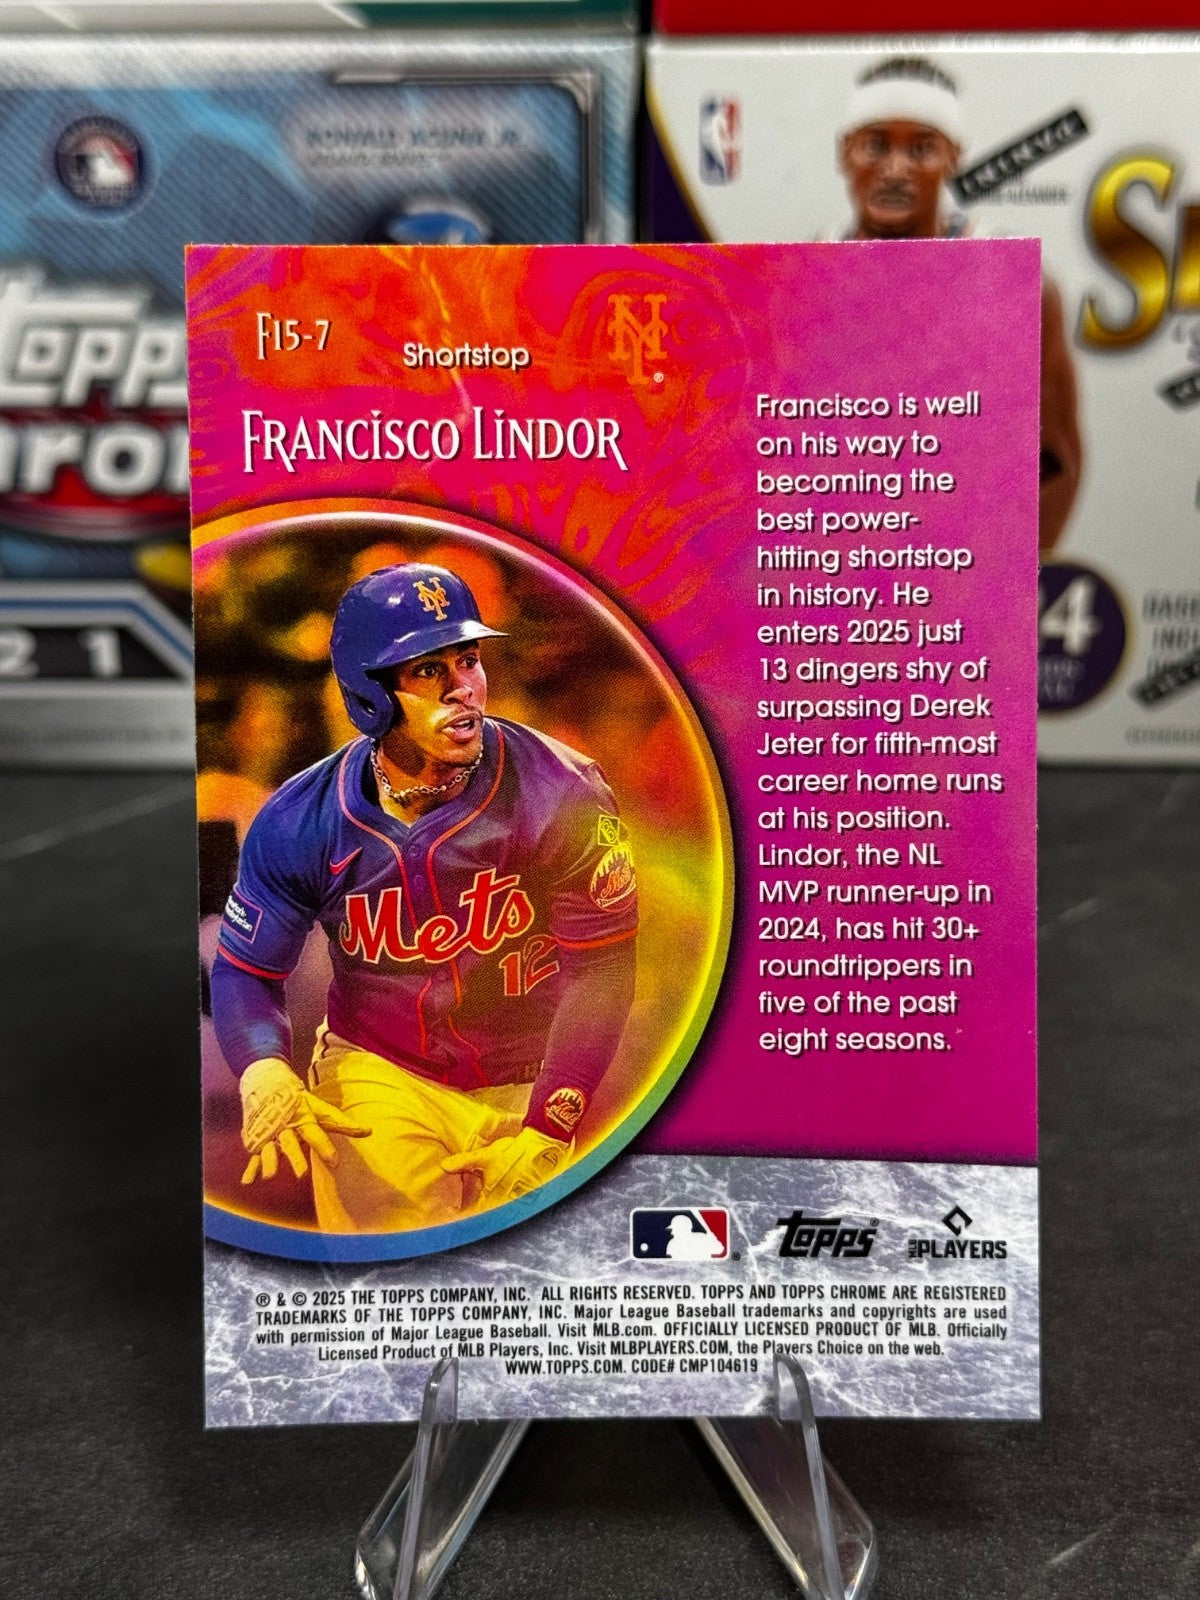 F15-7
Shortstop
NY
FRANCISCO LINDOR
Francisco is well
on his way to
becoming the
best power-
hitting shortstop
in history. He
enters 2025 just
13 dingers shy of
surpassing Derek
Jeter for fifth-most
career home runs
at his position.
Lindor, the NL
MVP runner-up in
2024, has hit 30+
roundtrippers in
five of the past
eight seasons.
NY
Mets
12
Mets
topps®
MLB PLAYERS
® & © 2025 THE TOPPS COMPANY, INC. ALL RIGHTS RESERVED. TOPPS AND TOPPS CHROME ARE REGISTERED
TRADEMARKS OF THE TOPPS COMPANY, INC. Major League Baseball trademarks and copyrights are used
with permission of Major League Baseball. Visit MLB.com. OFFICIALLY LICENSED PRODUCT OF MLB. Officially
Licensed Product of MLB Players, Inc. Visit MLBPLAYERS.COM, the Players Choice on the web.
WWW.TOPPS.COM. CODE# CMP104619
topps